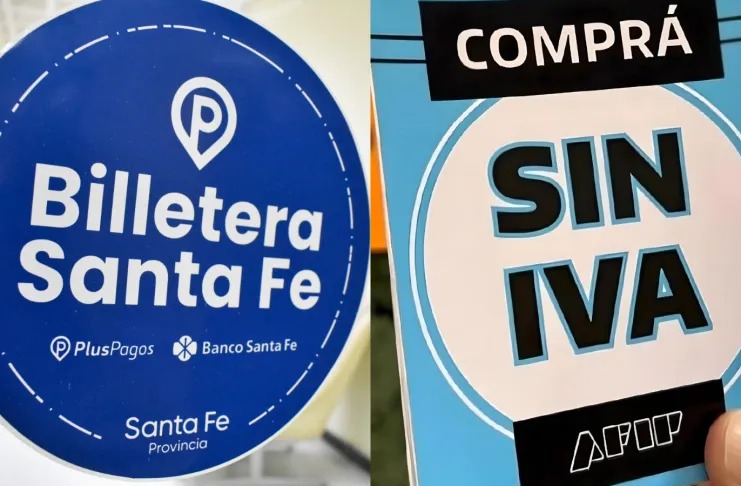 Billetera
Santa Fe
PlusPagos
Banco Santa Fe
Santa Fe
Provincia
COMPRÁ
SIN
IVA
AFIP